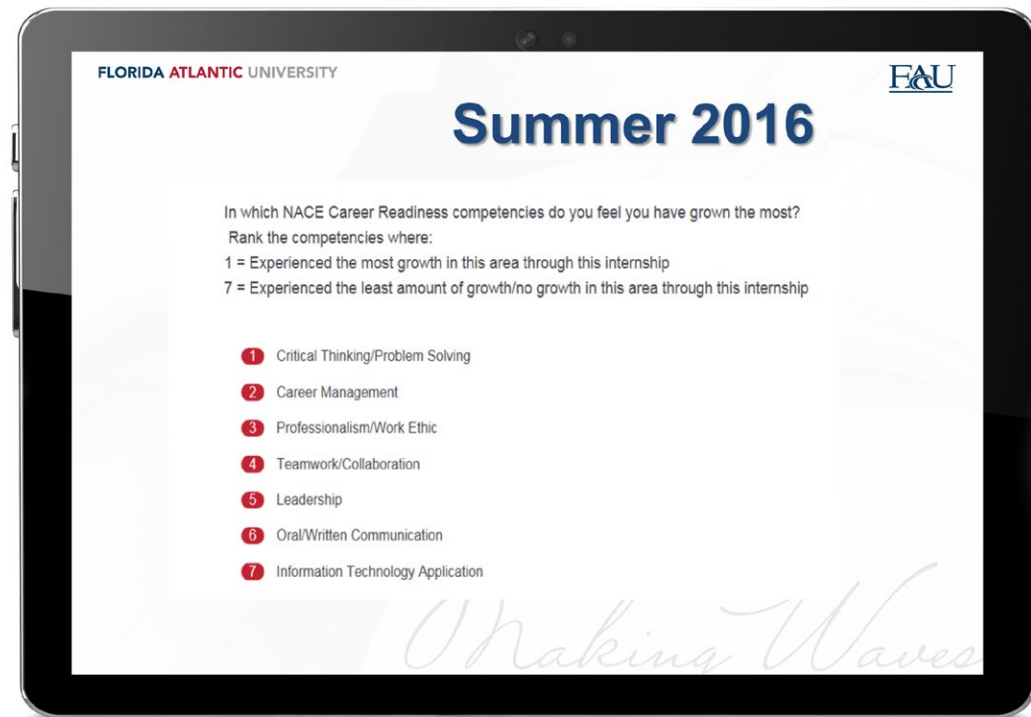 FLORIDA ATLANTIC UNIVERSITY
FAU
Summer 2016
In which NACE Career Readiness competencies do you feel you have grown the most?
Rank the competencies where:
1 = Experienced the most growth in this area through this internship
7 = Experienced the least amount of growth/no growth in this area through this internship
1 Critical Thinking/Problem Solving
2 Career Management
3 Professionalism/Work Ethic
4 Teamwork/Collaboration
5 Leadership
6 Oral/Written Communication
7 Information Technology Application
Making Waves